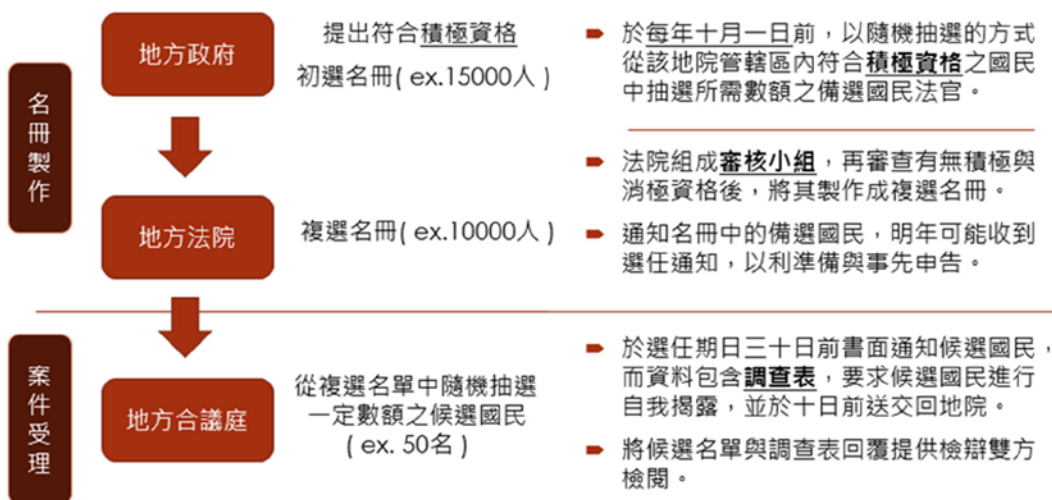 名冊製作
地方政府
提出符合積極資格
初選名冊( ex.15000人 )
於每年十月一日前，以隨機抽選的方式
從該地院管轄區內符合積極資格之國民
中抽選所需數額之備選國民法官。
地方法院
複選名冊( ex.10000人 )
法院組成審核小組，再審查有無積極與
消極資格後，將其製作成複選名冊。
通知名冊中的備選國民，明年可能收到
選任通知，以利準備與事先申告。
案件受理
地方合議庭
從複選名單中隨機抽選
一定數額之候選國民
( ex. 50名 )
於選任期日三十日前書面通知候選國民，
而資料包含調查表，要求候選國民進行
自我揭露，並於十日前送交回地院。
將候選名單與調查表回覆提供檢辯雙方
檢閱。